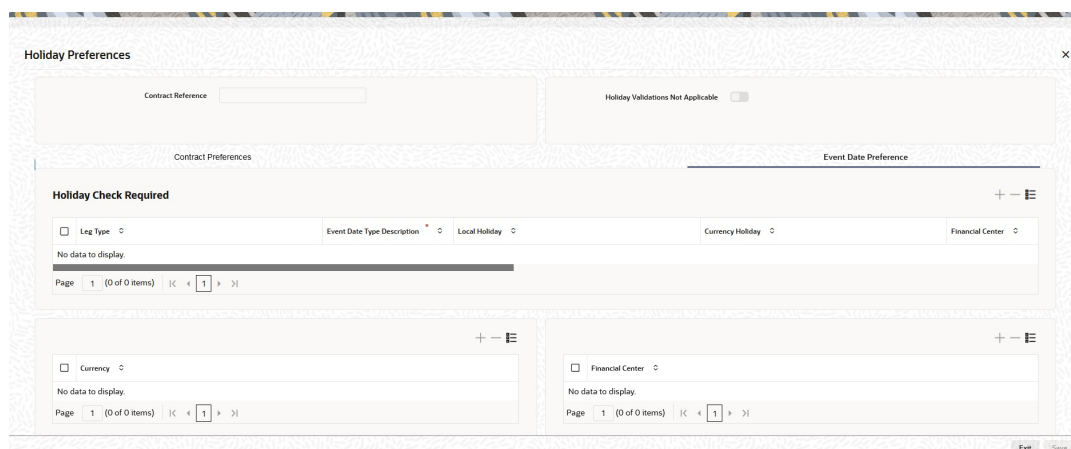 Holiday Preferences
Contract Reference
Holiday Validations Not Applicable
Contract Preferences Event Date Preference
Holiday Check Required
Leg Type Event Date Type Description * Local Holiday Currency Holiday Financial Center
No data to display.
Page 1 (0 of 0 items) 1
Currency
No data to display.
Page 1 (0 of 0 items) 1
Financial Center
No data to display.
Page 1 (0 of 0 items) 1
Exit Save